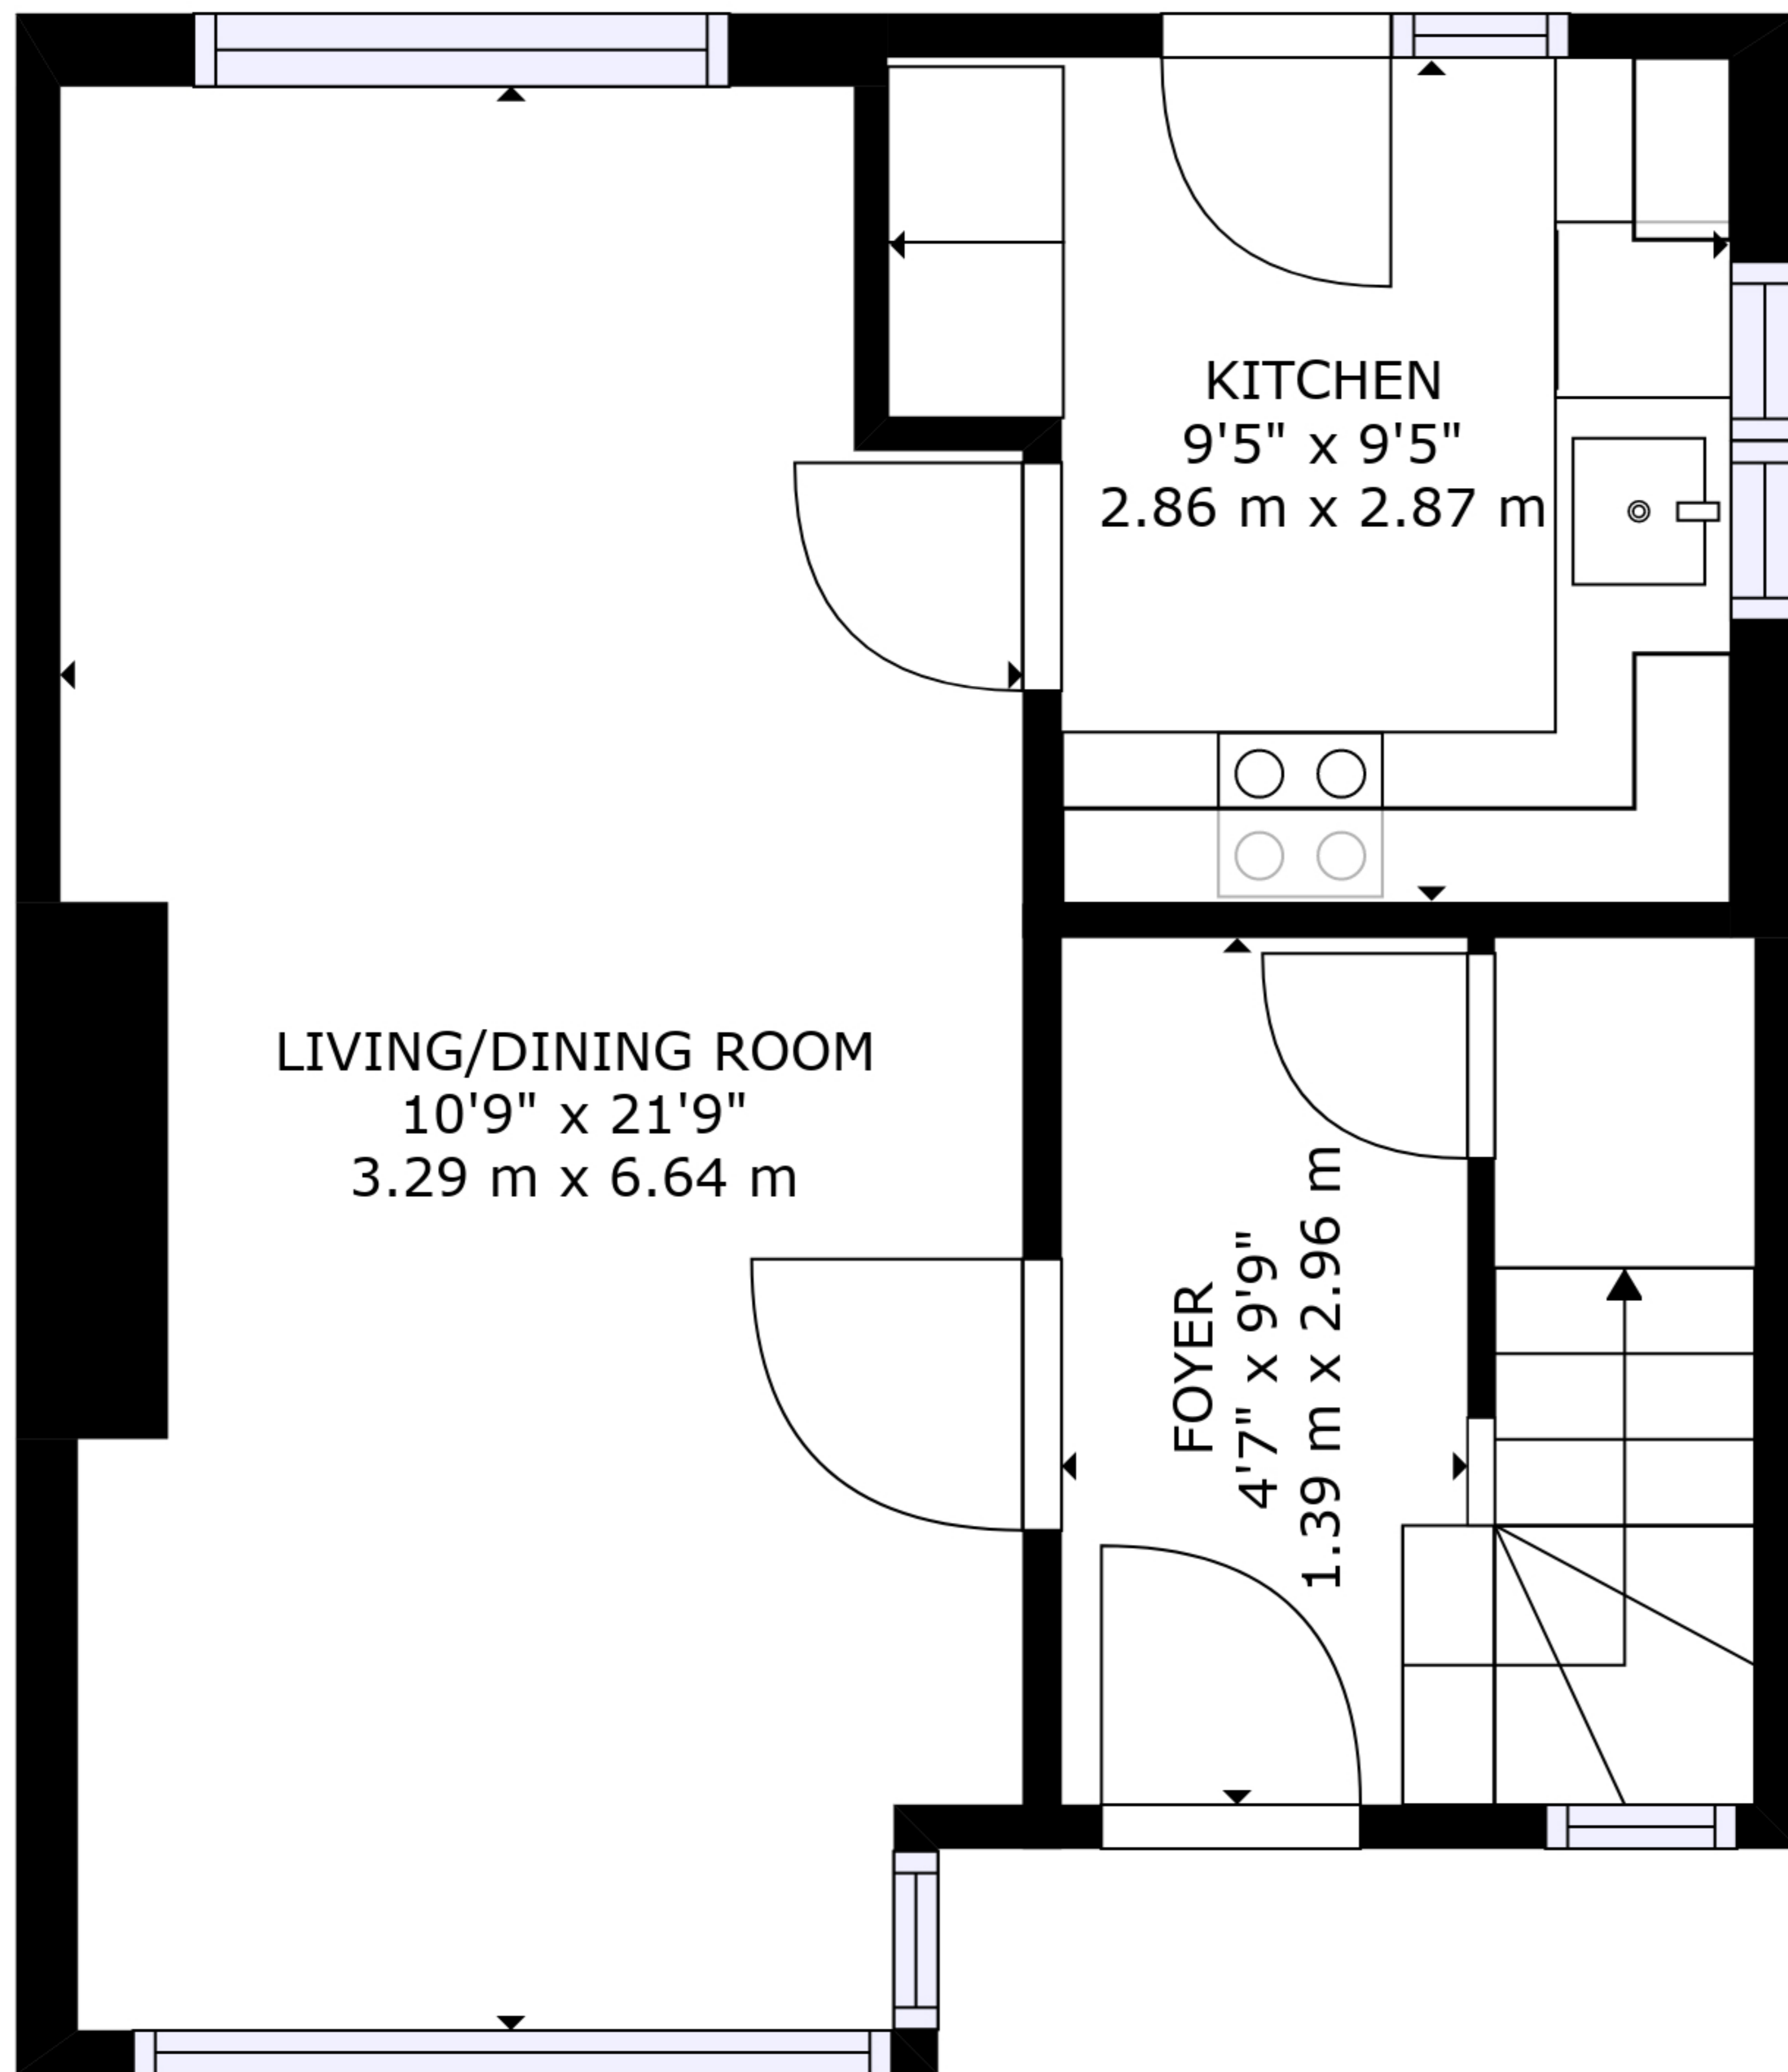 KITCHEN
9'5" x 9'5"
2.86 m x 2.87 m
LIVING/DINING ROOM
10'9" x 21'9"
3.29 m x 6.64 m
FOYER
4'7" x 9'9"
1.39 m x 2.96 m